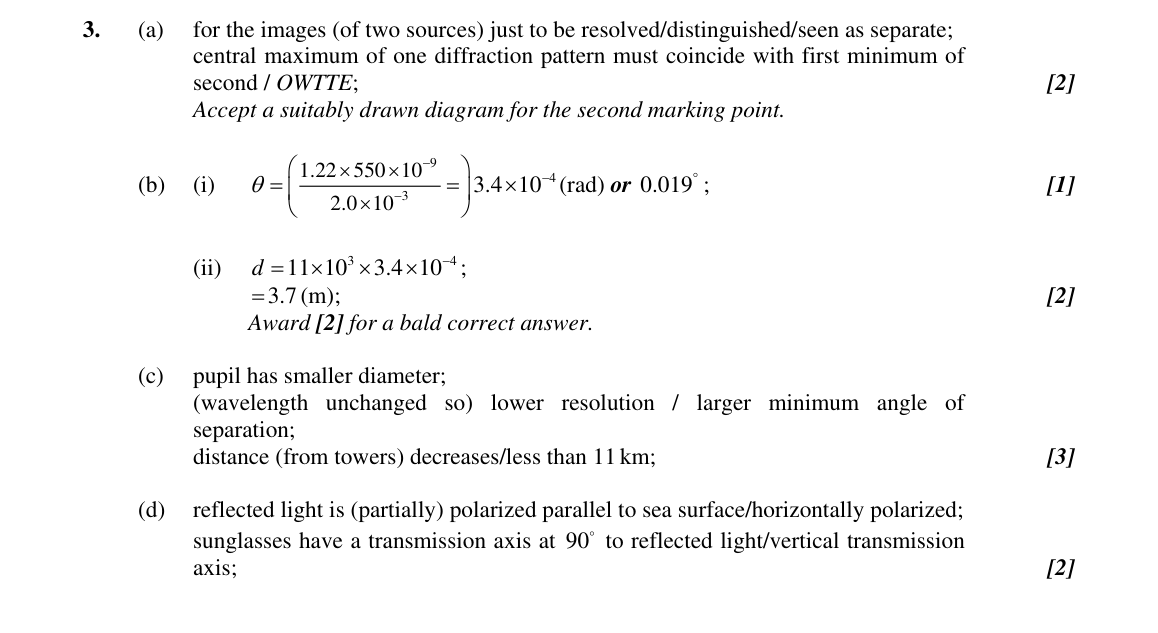 3. (a) for the images (of two sources) just to be resolved/distinguished/seen as separate;
central maximum of one diffraction pattern must coincide with first minimum of
second / OWTTE; [2]
Accept a suitably drawn diagram for the second marking point.
(b) (i) θ = (1.22×550×10⁻⁹ / 2.0×10⁻³ =) 3.4×10⁻⁴ (rad) or 0.019° ; [1]
(ii) d = 11×10³ × 3.4×10⁻⁴ ;
= 3.7 (m);  [2]
Award [2] for a bald correct answer.
(c) pupil has smaller diameter;
(wavelength unchanged so) lower resolution / larger minimum angle of
separation;
distance (from towers) decreases/less than 11 km; [3]
(d) reflected light is (partially) polarized parallel to sea surface/horizontally polarized;
sunglasses have a transmission axis at 90° to reflected light/vertical transmission
axis; [2]